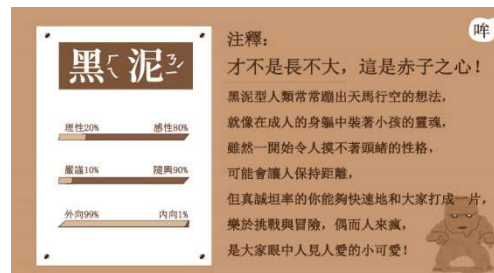 黑ㄏ泥ㄋㄧˊ
理性20% 感性80%
嚴謹10% 隨興90%
外向99% 內向1%
哞
注釋：
才不是長不大，這是赤子之心！
黑泥型人類常常蹦出天馬行空的想法，
就像在成人的身軀中裝著小孩的靈魂，
雖然一開始令人摸不著頭緒的性格，
可能會讓人保持距離，
但真誠坦率的你能夠快速地和大家打成一片，
樂於挑戰與冒險，偶而人來瘋，
是大家眼中人見人愛的小可愛！